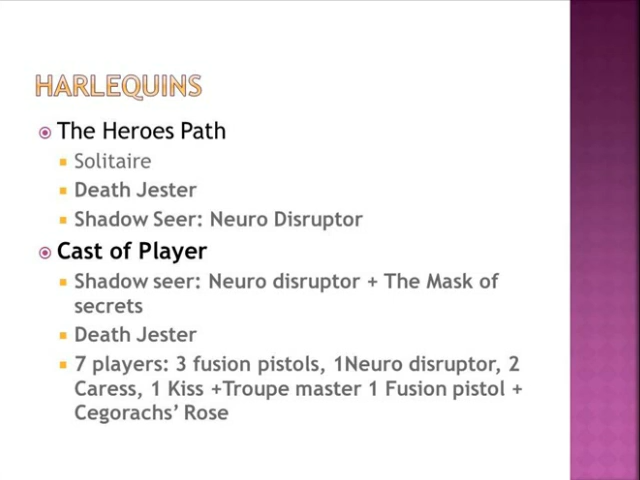 HARLEQUINS
The Heroes Path
Solitaire
Death Jester
Shadow Seer: Neuro Disruptor
Cast of Player
Shadow seer: Neuro disruptor + The Mask of
secrets
Death Jester
7 players: 3 fusion pistols, 1Neuro disruptor, 2
Caress, 1 Kiss +Troupe master 1 Fusion pistol +
Cegorachs’ Rose